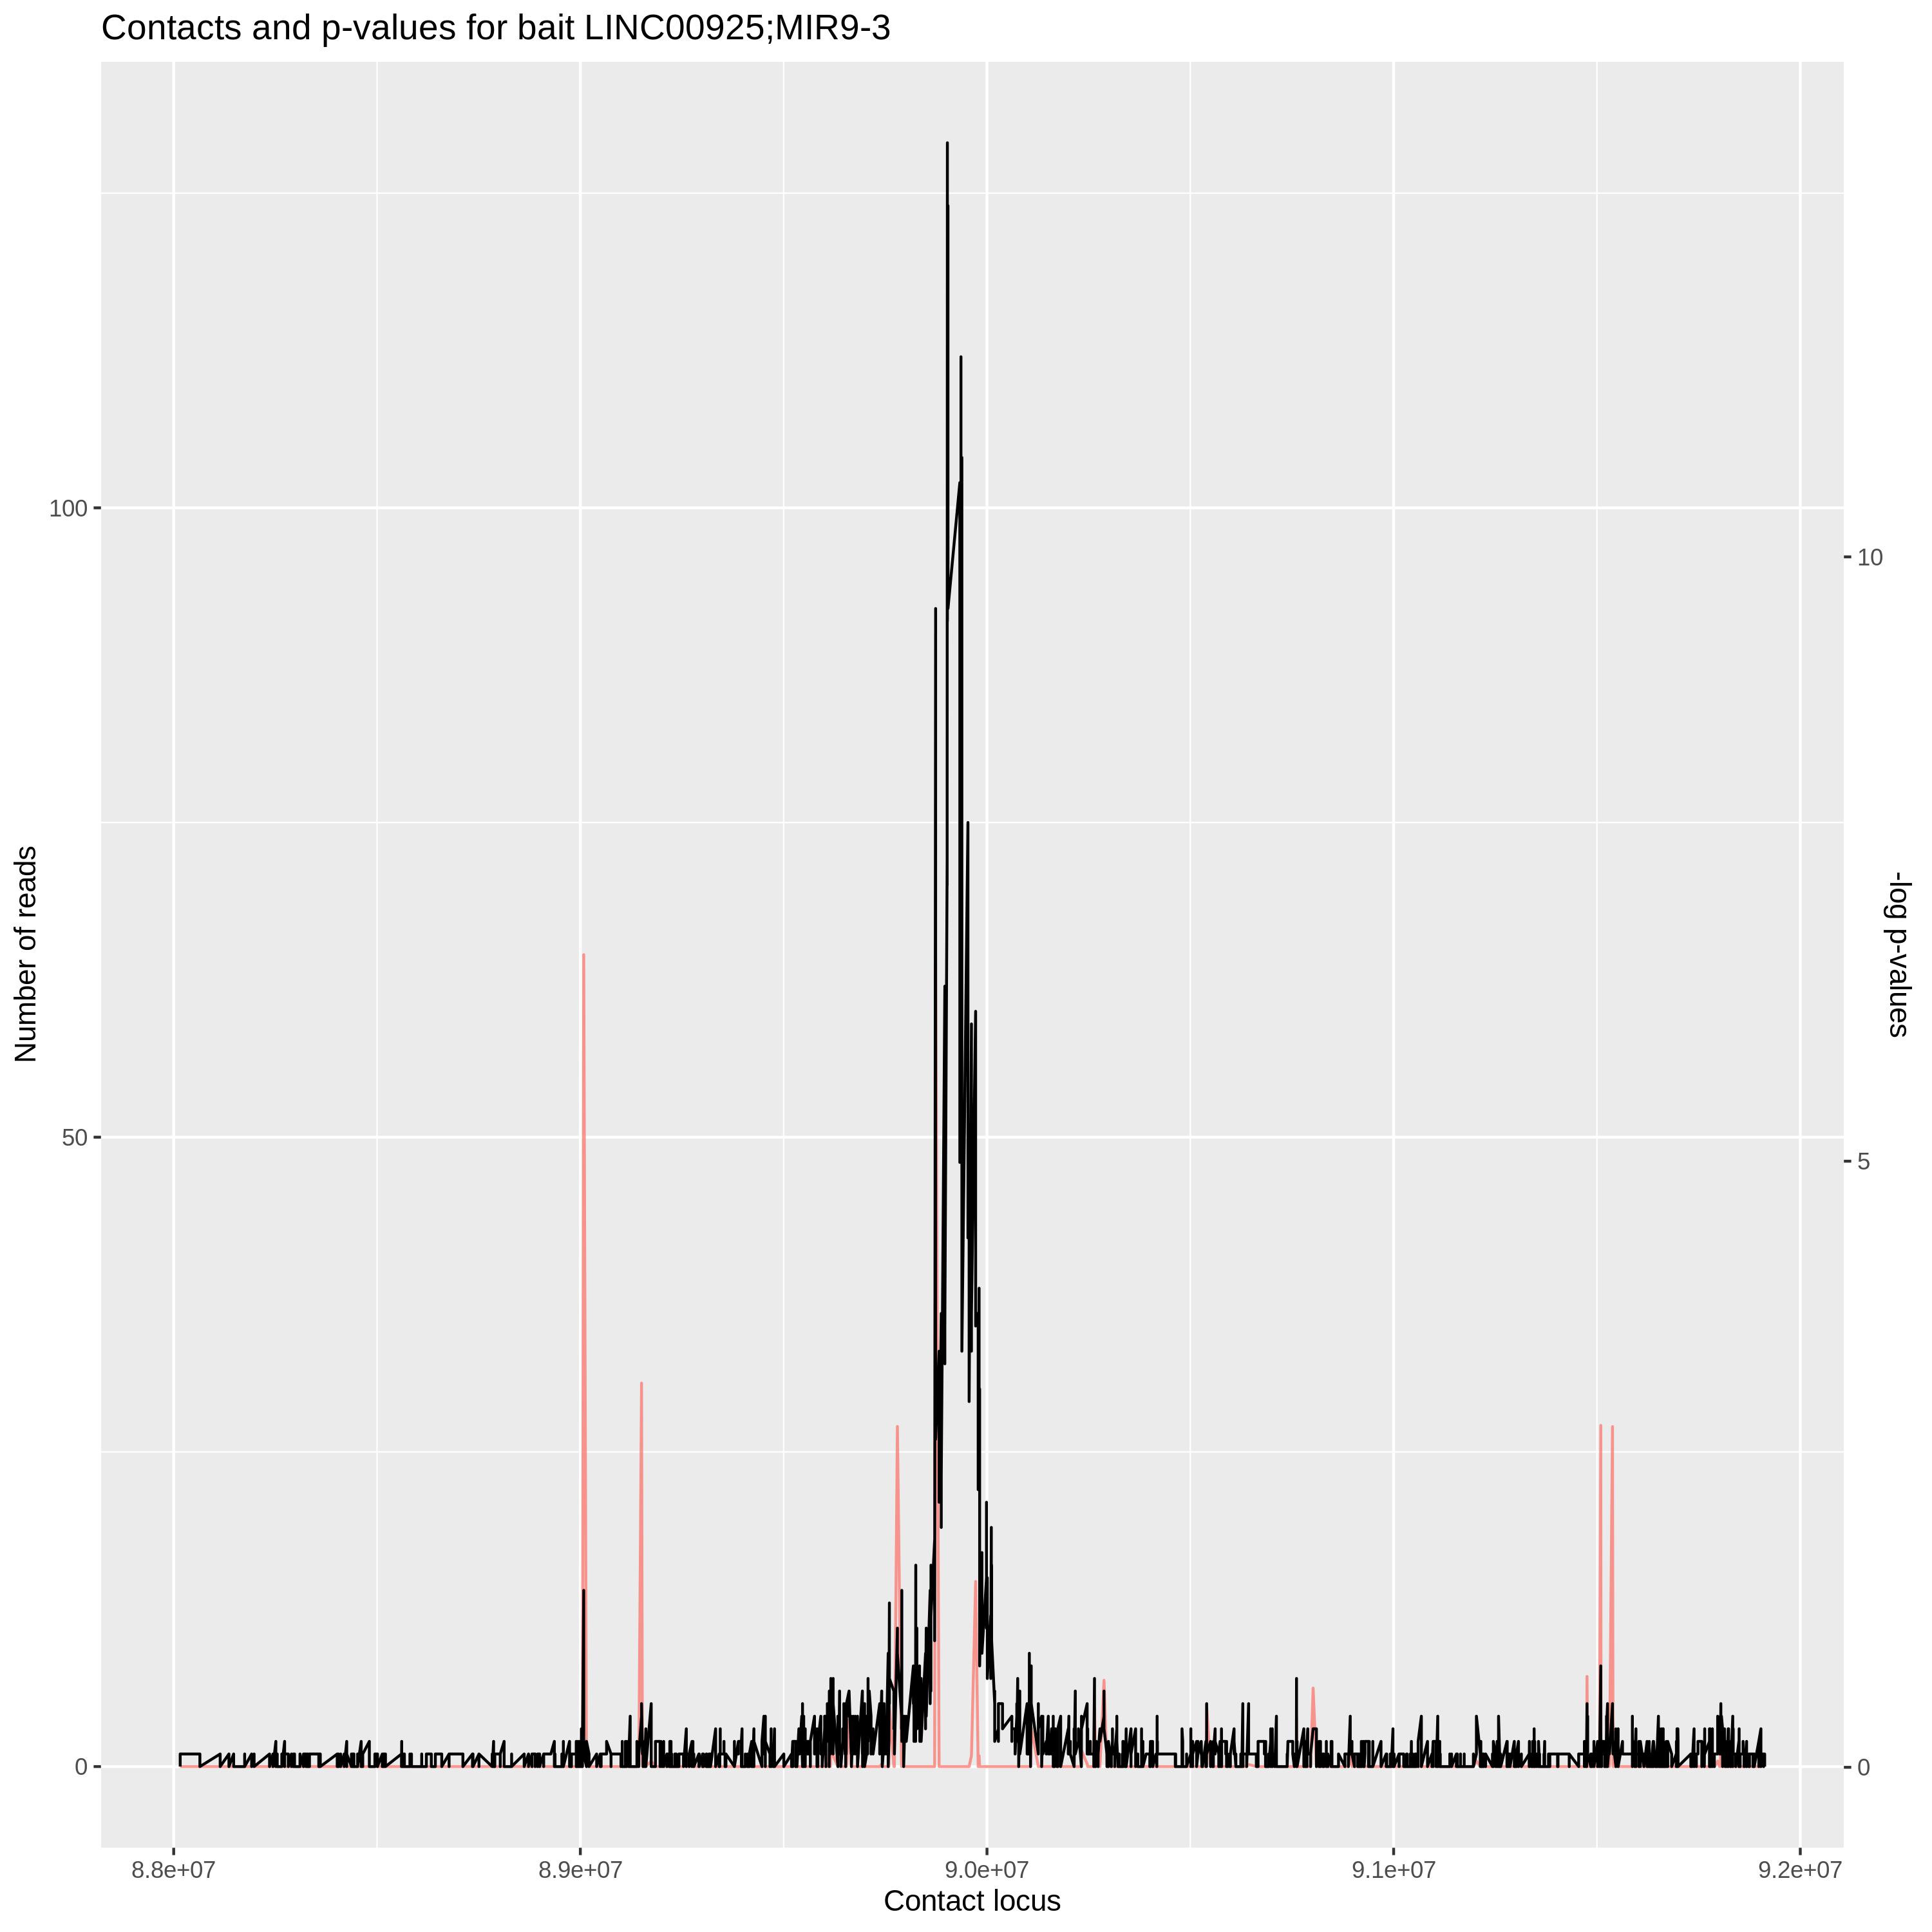 Contacts and p-values for bait LINC00925;MIR9-3
Number of reads
100
50
0
10
5
0
-log p-values
8.8e+07 8.9e+07 9.0e+07 9.1e+07 9.2e+07
Contact locus